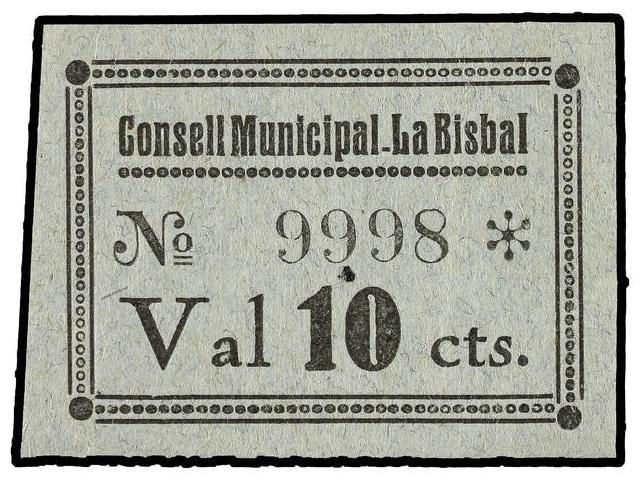 Consell Municipal-La Bisbal
No 9998 *
Val 10 cts.